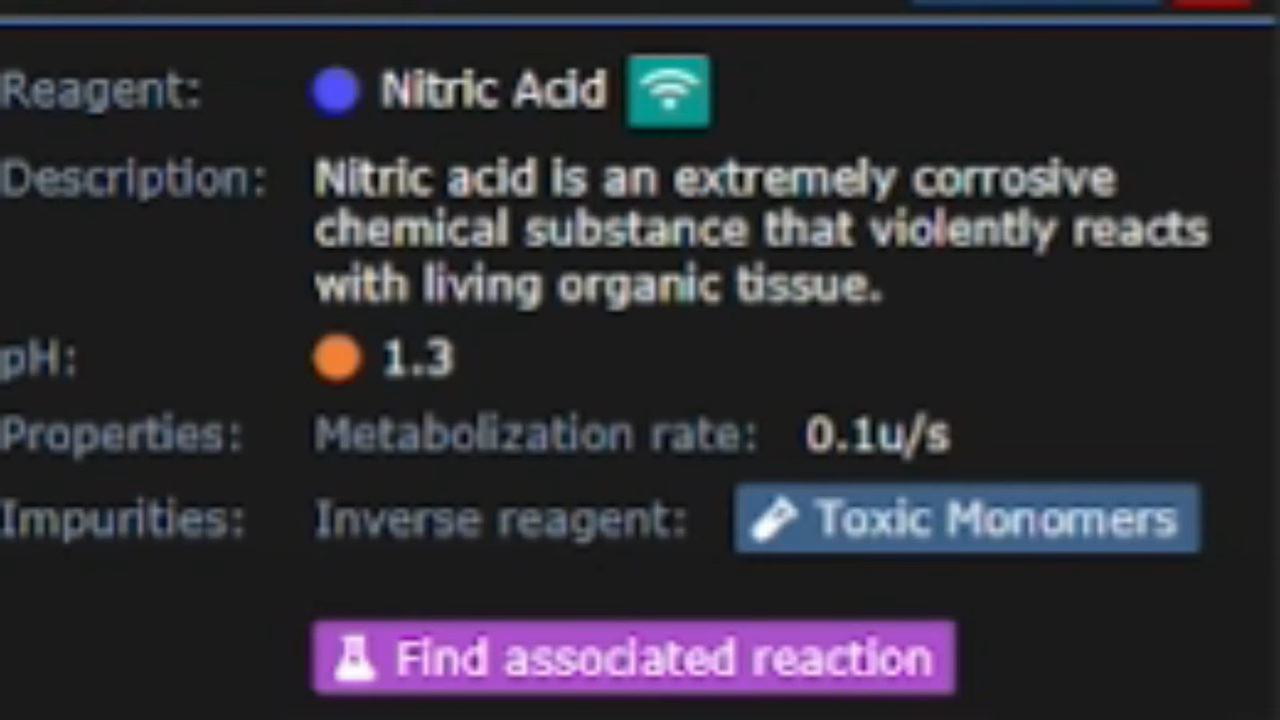 Reagent: Nitric Acid
Description: Nitric acid is an extremely corrosive
chemical substance that violently reacts
with living organic tissue.
pH: 1.3
Properties: Metabolization rate: 0.1u/s
Impurities: Inverse reagent: Toxic Monomers
Find associated reaction